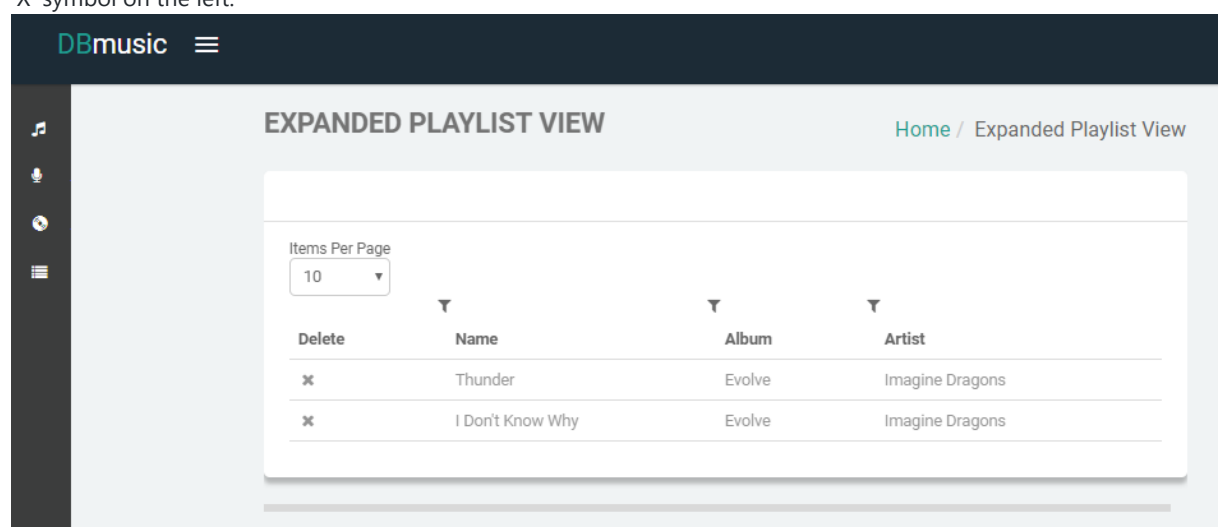 'X' symbol on the left.
DBmusic
EXPANDED PLAYLIST VIEW
Home / Expanded Playlist View
Items Per Page
10
Delete Name Album Artist
Thunder Evolve Imagine Dragons
I Don't Know Why Evolve Imagine Dragons